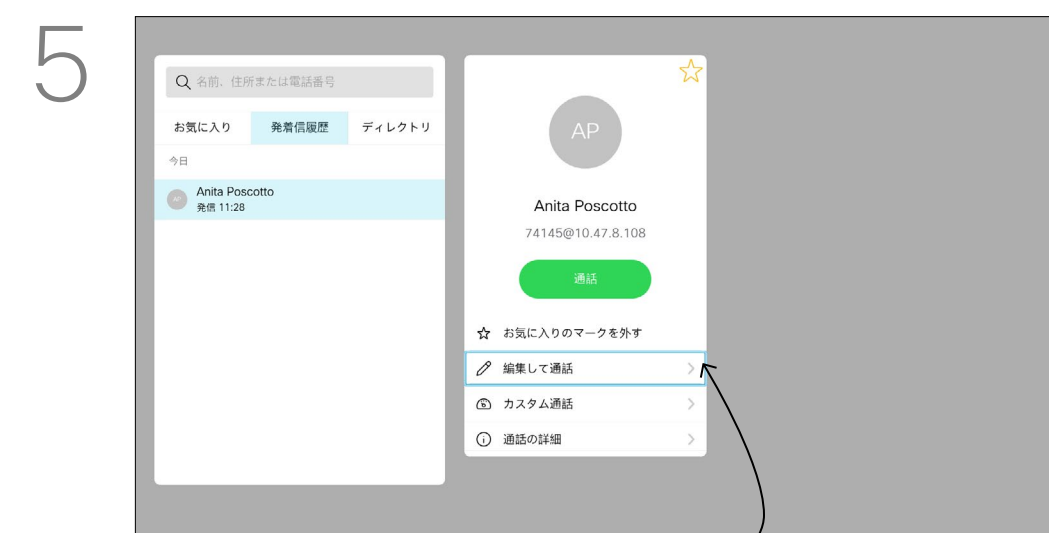 5
名前、住所または電話番号
お気に入り 発着信履歴 ディレクトリ
今日
AP
Anita Poscotto
発信 11:28
AP
Anita Poscotto
74145@10.47.8.108
通話
お気に入りのマークを外す
編集して通話
カスタム通話
通話の詳細